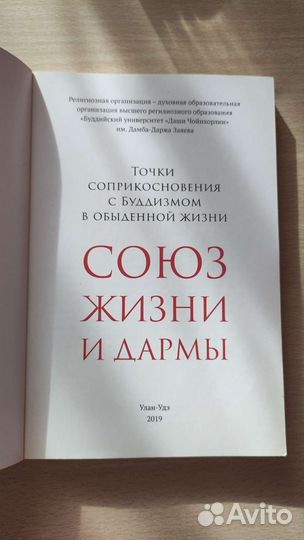 Религиозная организация – духовная образовательная
организация высшего религиозного образования
«Буддийский университет «Даши Чойнхорлин»
им. Дамба-Даржа Заяева
Точки
соприкосновения
с Буддизмом
в обыденной жизни
СОЮЗ
ЖИЗНИ
И ДАРМЫ
Улан-Удэ
2019
Avito